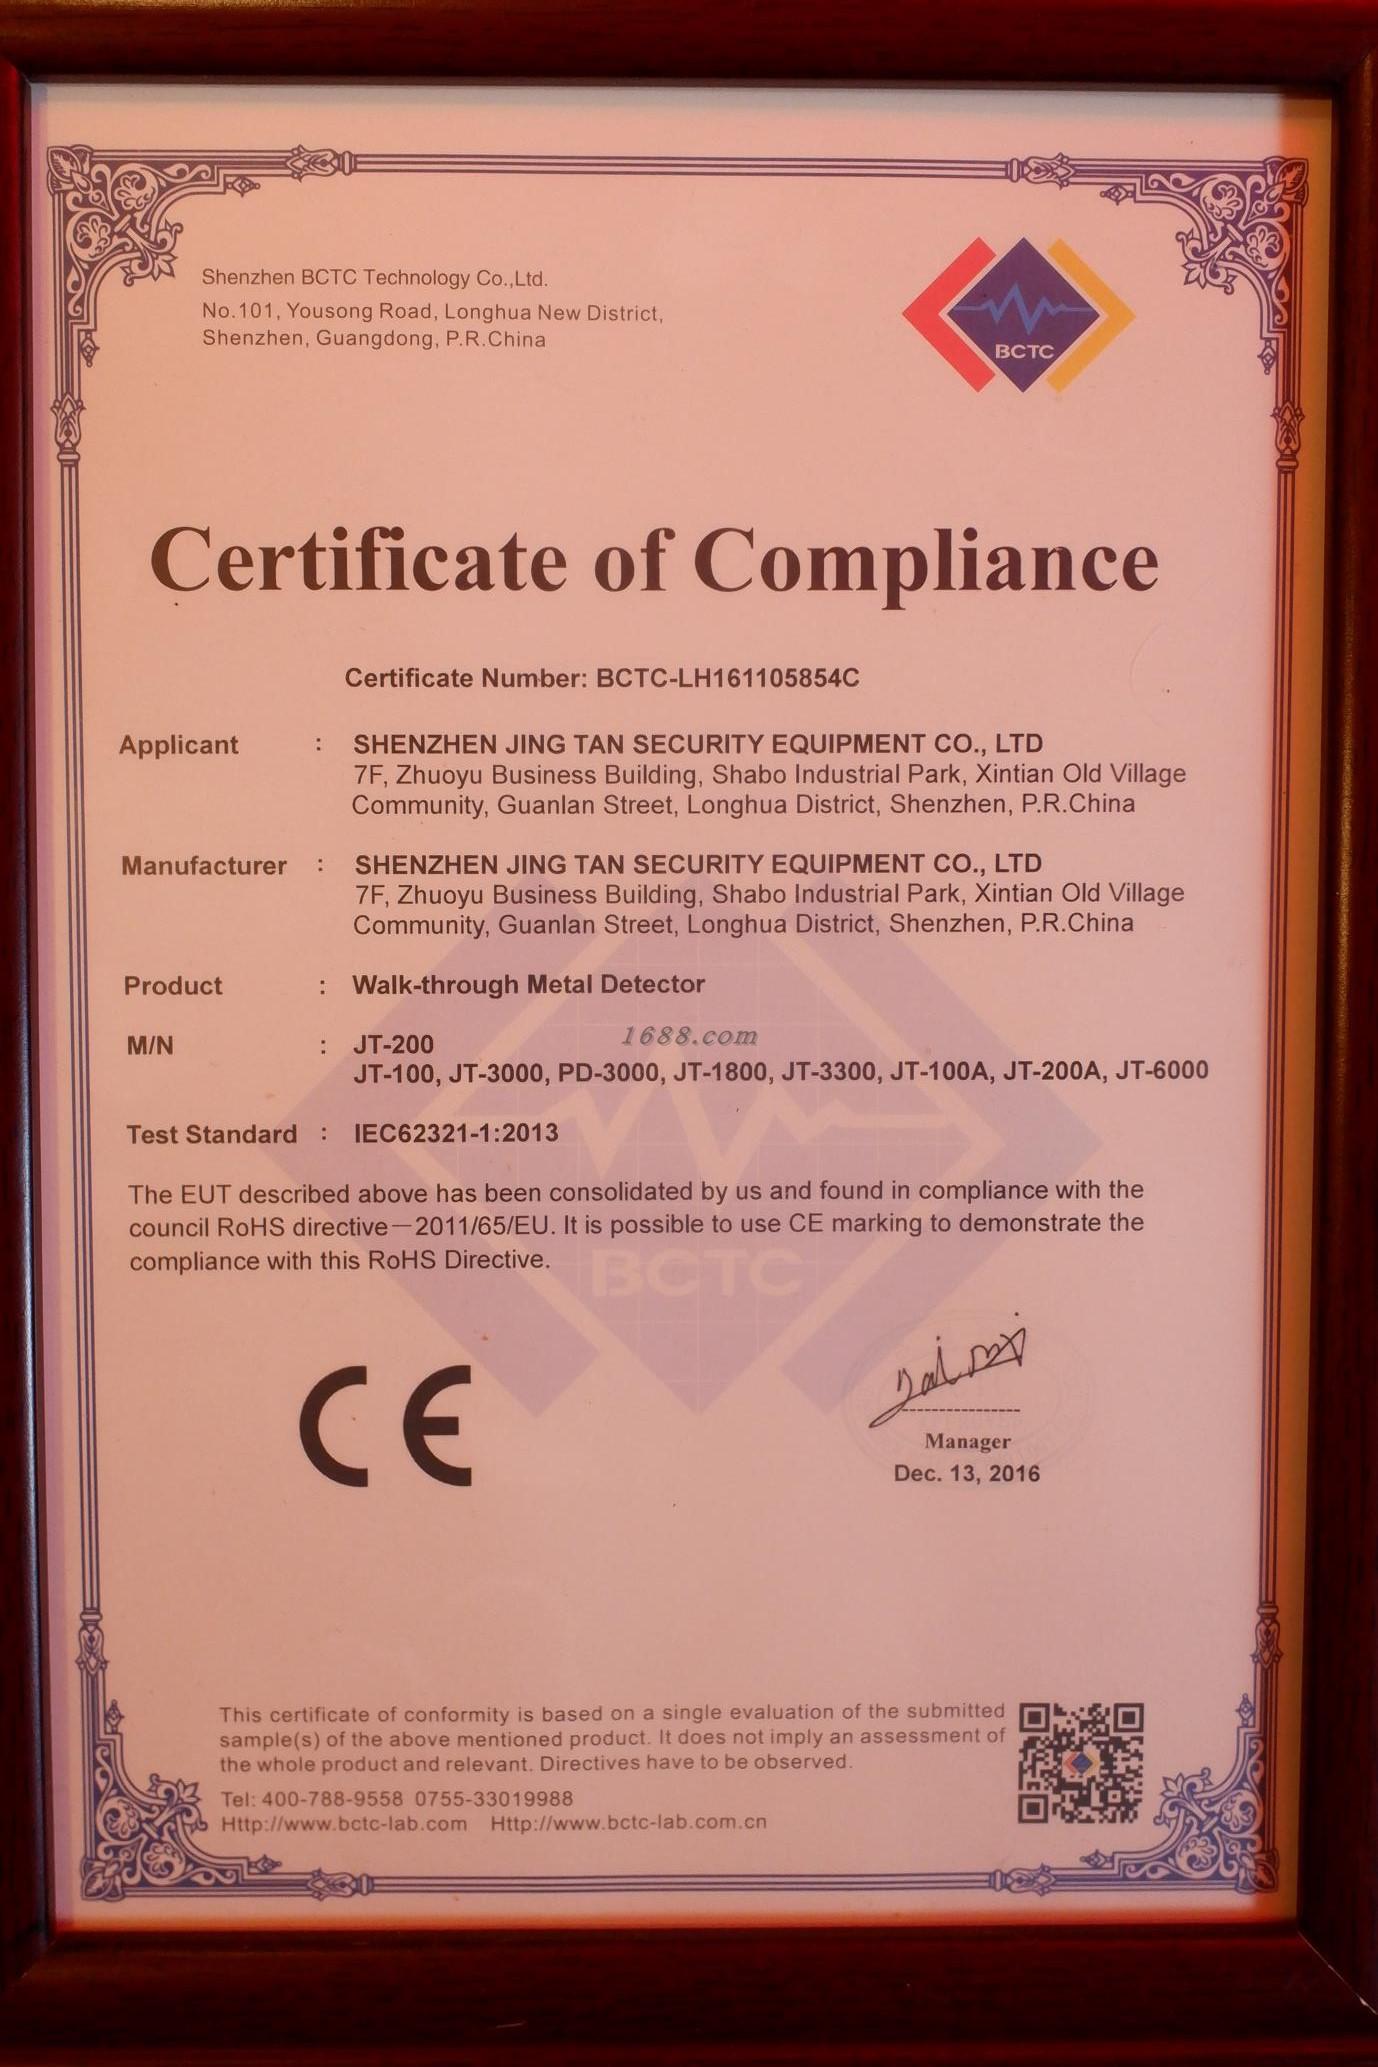 Shenzhen BCTC Technology Co.,Ltd.
No.101, Yousong Road, Longhua New District,
Shenzhen, Guangdong, P.R.China
BCTC
Certificate of Compliance
Certificate Number: BCTC-LH161105854C
Applicant : SHENZHEN JING TAN SECURITY EQUIPMENT CO., LTD
7F, Zhuoyu Business Building, Shabo Industrial Park, Xintian Old Village
Community, Guanlan Street, Longhua District, Shenzhen, P.R.China
Manufacturer : SHENZHEN JING TAN SECURITY EQUIPMENT CO., LTD
7F, Zhuoyu Business Building, Shabo Industrial Park, Xintian Old Village
Community, Guanlan Street, Longhua District, Shenzhen, P.R.China
Product : Walk-through Metal Detector
1688.com
M/N : JT-200
JT-100, JT-3000, PD-3000, JT-1800, JT-3300, JT-100A, JT-200A, JT-6000
Test Standard : IEC62321-1:2013
The EUT described above has been consolidated by us and found in compliance with the
council RoHS directive—2011/65/EU. It is possible to use CE marking to demonstrate the
compliance with this RoHS Directive.
BCTC
CE
Manager
Dec. 13, 2016
This certificate of conformity is based on a single evaluation of the submitted
sample(s) of the above mentioned product. It does not imply an assessment of
the whole product and relevant. Directives have to be observed.
Tel: 400-788-9558 0755-33019988
Http://www.bctc-lab.com Http://www.bctc-lab.com.cn